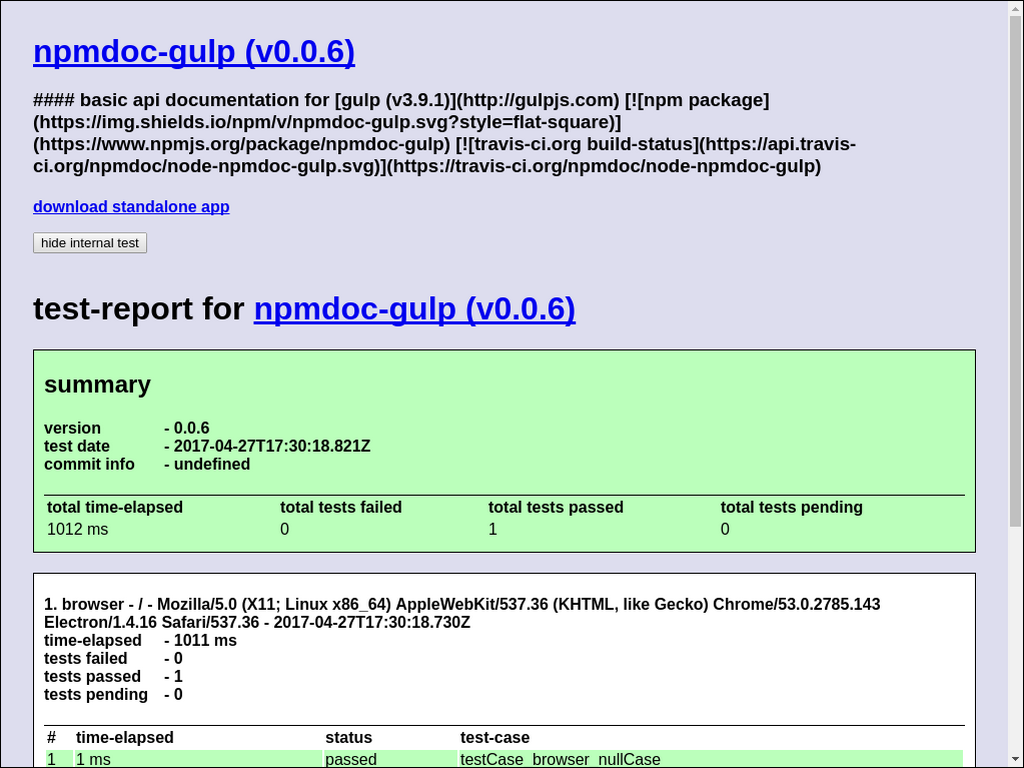 npmdoc-gulp (v0.0.6)
#### basic api documentation for [gulp (v3.9.1)](http://gulpjs.com) [![npm package]
(https://img.shields.io/npm/v/npmdoc-gulp.svg?style=flat-square)]
(https://www.npmjs.org/package/npmdoc-gulp) [![travis-ci.org build-status](https://api.travis-
ci.org/npmdoc/node-npmdoc-gulp.svg)](https://travis-ci.org/npmdoc/node-npmdoc-gulp)
download standalone app
hide internal test
test-report for npmdoc-gulp (v0.0.6)
summary
version - 0.0.6
test date - 2017-04-27T17:30:18.821Z
commit info - undefined
total time-elapsed total tests failed total tests passed total tests pending
1012 ms 0 1 0
1. browser - / - Mozilla/5.0 (X11; Linux x86_64) AppleWebKit/537.36 (KHTML, like Gecko) Chrome/53.0.2785.143
Electron/1.4.16 Safari/537.36 - 2017-04-27T17:30:18.730Z
time-elapsed - 1011 ms
tests failed - 0
tests passed - 1
tests pending - 0
# time-elapsed status test-case
1 1 ms passed testCase_browser_nullCase